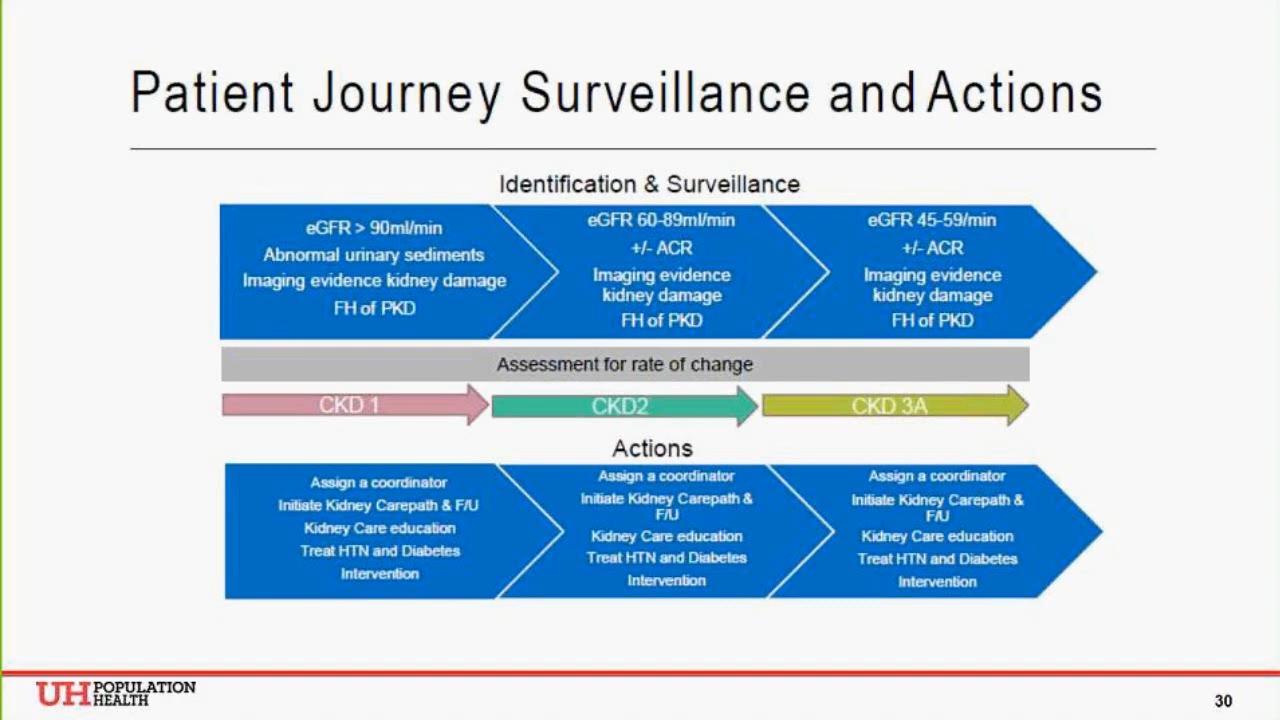 Patient Journey Surveillance and Actions
Identification & Surveillance
eGFR > 90ml/min
Abnormal urinary sediments
Imaging evidence kidney damage
FH of PKD
eGFR 60-89ml/min
+/- ACR
Imaging evidence
kidney damage
FH of PKD
eGFR 45-59/min
+/- ACR
Imaging evidence
kidney damage
FH of PKD
Assessment for rate of change
CKD 1
CKD2
CKD 3A
Actions
Assign a coordinator
Initiate Kidney Carepath & F/U
Kidney Care education
Treat HTN and Diabetes
Intervention
Assign a coordinator
Initiate Kidney Carepath &
F/U
Kidney Care education
Treat HTN and Diabetes
Intervention
Assign a coordinator
Initiate Kidney Carepath &
F/U
Kidney Care education
Treat HTN and Diabetes
Intervention
UH POPULATION
HEALTH
30